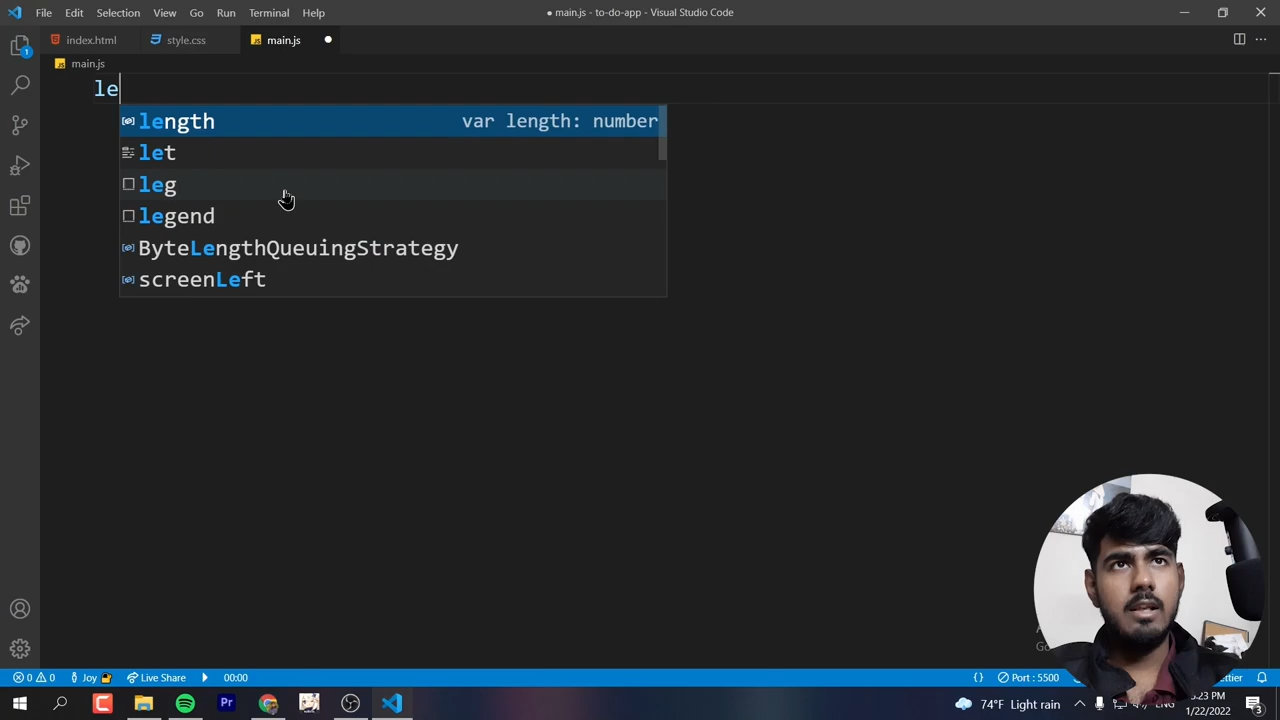 File Edit Selection View Go Run Terminal Help ● main.js - to-do-app - Visual Studio Code
index.html style.css main.js
main.js
le
length var length: number
let
leg
legend
ByteLengthQueuingStrategy
screenLeft
1
0 0 Joy Live Share 00:00 {} Port : 5500
74°F Light rain ENG
1/22/2022
3